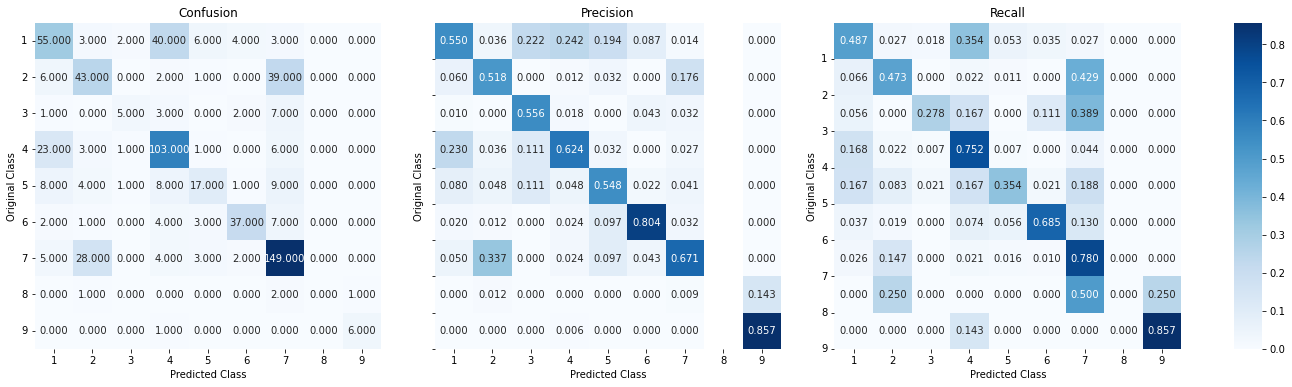 Confusion Precision Recall
1 55.000 3.000 2.000 40.000 6.000 4.000 3.000 0.000 0.000 0.550 0.036 0.222 0.242 0.194 0.087 0.014 0.000 0.487 0.027 0.018 0.354 0.053 0.035 0.027 0.000 0.000 0.8
1
2 6.000 43.000 0.000 2.000 1.000 0.000 39.000 0.000 0.000 0.060 0.518 0.000 0.012 0.032 0.000 0.176 0.000 0.066 0.473 0.000 0.022 0.011 0.000 0.429 0.000 0.000 0.7
2
3 1.000 0.000 5.000 3.000 0.000 2.000 7.000 0.000 0.000 0.010 0.000 0.556 0.018 0.000 0.043 0.032 0.000 0.056 0.000 0.278 0.167 0.000 0.111 0.389 0.000 0.000 0.6
3
4 23.000 3.000 1.000 103.000 1.000 0.000 6.000 0.000 0.000 0.230 0.036 0.111 0.624 0.032 0.000 0.027 0.000 0.168 0.022 0.007 0.752 0.007 0.000 0.044 0.000 0.000 0.5
4
Original Class Original Class Original Class
5 8.000 4.000 1.000 8.000 17.000 1.000 9.000 0.000 0.000 0.080 0.048 0.111 0.048 0.548 0.022 0.041 0.000 0.167 0.083 0.021 0.167 0.354 0.021 0.188 0.000 0.000 0.4
5
6 2.000 1.000 0.000 4.000 3.000 37.000 7.000 0.000 0.000 0.020 0.012 0.000 0.024 0.097 0.804 0.032 0.000 0.037 0.019 0.000 0.074 0.056 0.685 0.130 0.000 0.000 0.3
6
7 5.000 28.000 0.000 4.000 3.000 2.000 149.000 0.000 0.000 0.050 0.337 0.000 0.024 0.097 0.043 0.671 0.000 0.026 0.147 0.000 0.021 0.016 0.010 0.780 0.000 0.000 0.2
7
8 0.000 1.000 0.000 0.000 0.000 0.000 2.000 0.000 1.000 0.000 0.012 0.000 0.000 0.000 0.000 0.009 0.143 0.000 0.250 0.000 0.000 0.000 0.000 0.500 0.000 0.250 0.1
8
9 0.000 0.000 0.000 1.000 0.000 0.000 0.000 0.000 6.000 0.000 0.000 0.000 0.006 0.000 0.000 0.000 0.857 0.000 0.000 0.000 0.143 0.000 0.000 0.000 0.000 0.857
9 0.0
1 2 3 4 5 6 7 8 9 1 2 3 4 5 6 7 8 9 1 2 3 4 5 6 7 8 9
Predicted Class Predicted Class Predicted Class